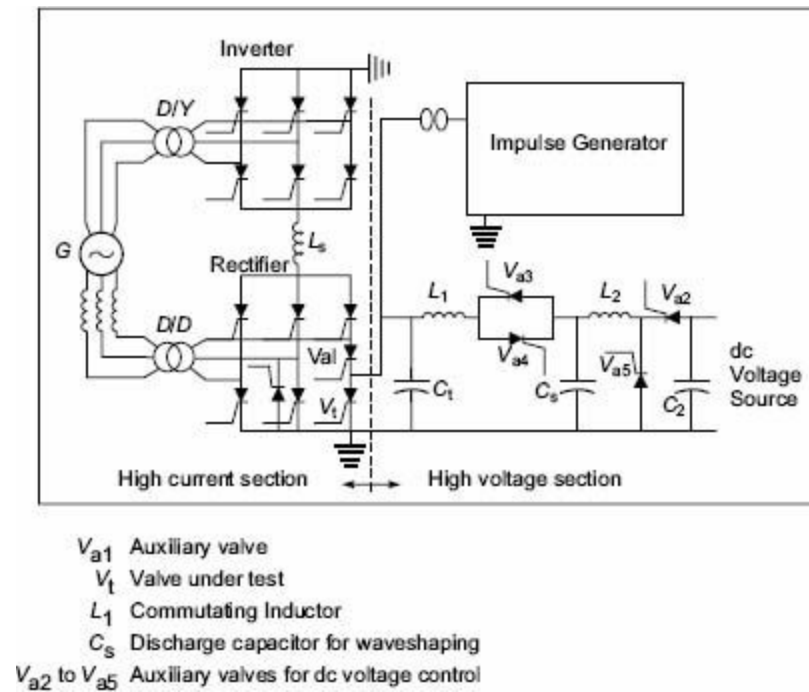 Inverter
D/Y
Impulse Generator
G
Ls
Rectifier
Va3
L1
L2
Va2
D/D
Val
Va4
Va5
dc
Voltage
Source
Vt
Ct
Cs
C2
High current section
High voltage section
Va1 Auxiliary valve
Vt Valve under test
L1 Commutating Inductor
Cs Discharge capacitor for waveshaping
Va2 to Va5 Auxiliary valves for dc voltage control